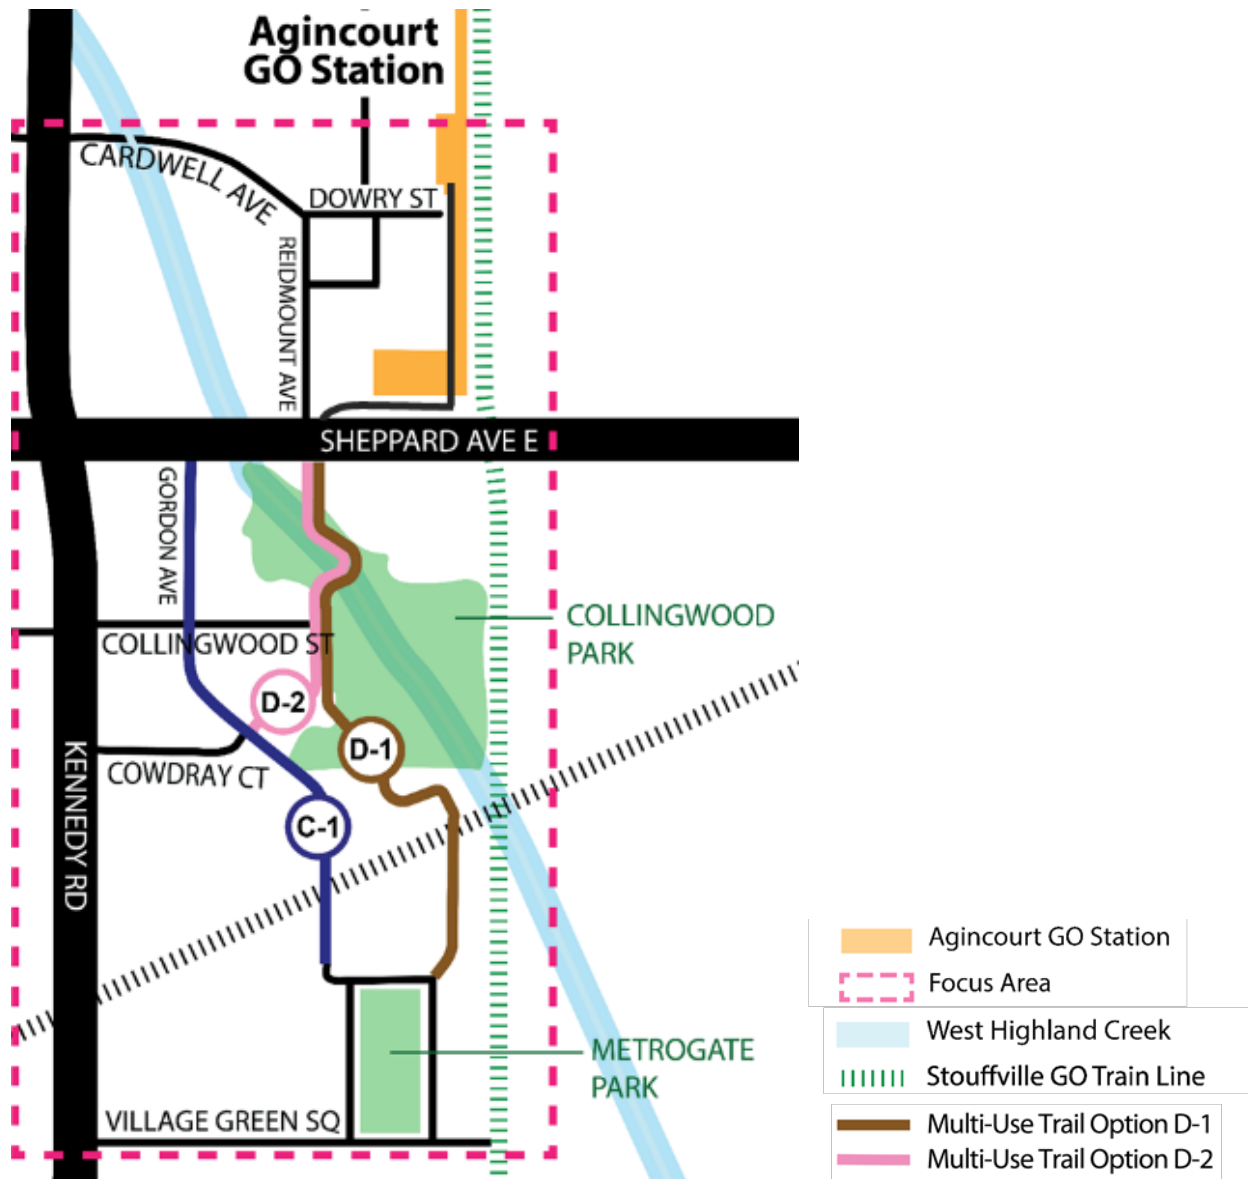 Agincourt
GO Station
CARDWELL AVE
DOWRY ST
REIDMOUNT AVE
SHEPPARD AVE E
GORDON AVE
COLLINGWOOD
PARK
COLLINGWOOD ST
D-2
D-1
COWDRAY CT
KENNEDY RD
C-1
Agincourt GO Station
Focus Area
West Highland Creek
METROGATE
PARK
Stouffville GO Train Line
VILLAGE GREEN SQ
Multi-Use Trail Option D-1
Multi-Use Trail Option D-2